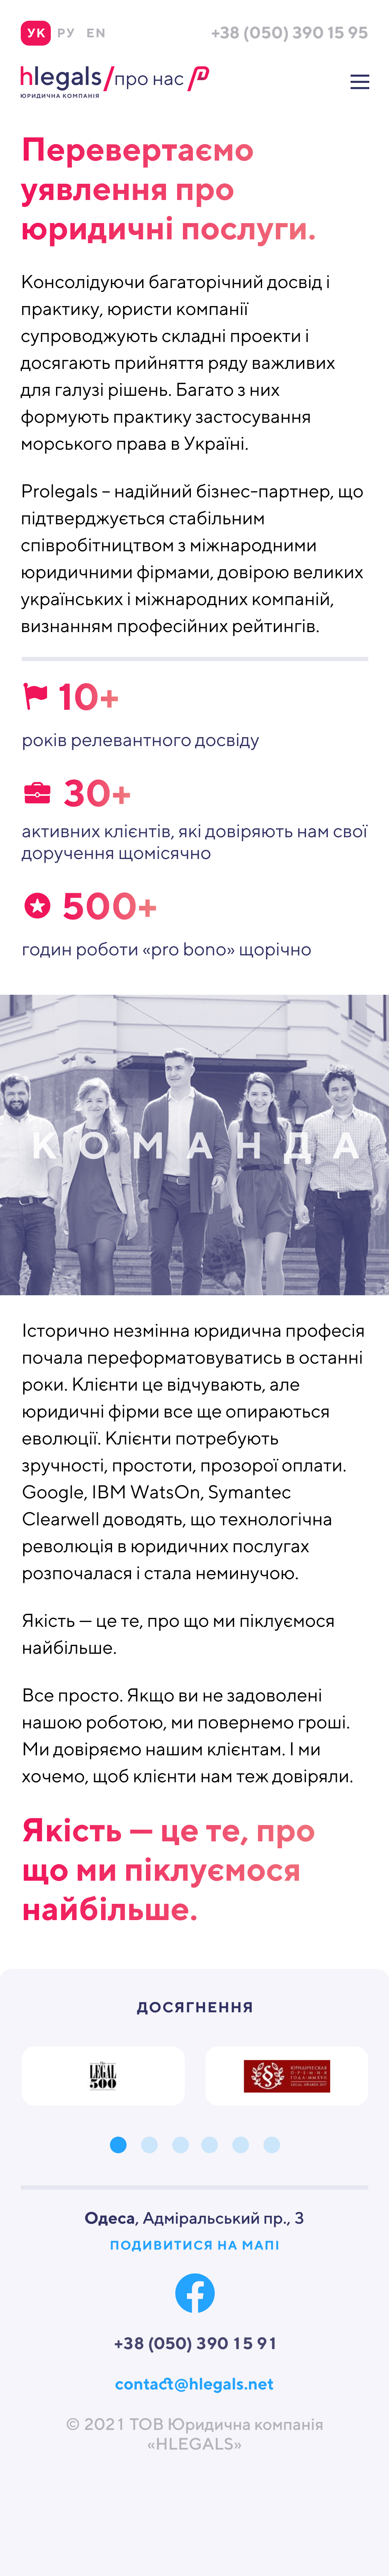 УК РУ EN +38 (050) 390 15 95
hlegals/про нас
ЮРИДИЧНА КОМПАНІЯ
Перевертаємо
уявлення про
юридичні послуги.
Консолідуючи багаторічний досвід і
практику, юристи компанії
супроводжують складні проекти і
досягають прийняття ряду важливих
для галузі рішень. Багато з них
формують практику застосування
морського права в Україні.
Prolegals – надійний бізнес-партнер, що
підтверджується стабільним
співробітництвом з міжнародними
юридичними фірмами, довірою великих
українських і міжнародних компаній,
визнанням професійних рейтингів.
10+
років релевантного досвіду
30+
активних клієнтів, які довіряють нам свої
доручення щомісячно
500+
годин роботи «pro bono» щорічно
КОМАНДА
Історично незмінна юридична професія
почала переформатовуватись в останні
роки. Клієнти це відчувають, але
юридичні фірми все ще опираються
еволюції. Клієнти потребують
зручності, простоти, прозорої оплати.
Google, IBM WatsOn, Symantec
Clearwell доводять, що технологічна
революція в юридичних послугах
розпочалася і стала неминучою.
Якість — це те, про що ми піклуємося
найбільше.
Все просто. Якщо ви не задоволені
нашою роботою, ми повернемо гроші.
Ми довіряємо нашим клієнтам. І ми
хочемо, щоб клієнти нам теж довіряли.
Якість — це те, про
що ми піклуємося
найбільше.
ДОСЯГНЕННЯ
The
LEGAL
500
ЮРИДИЧЕСКАЯ
ПРЕМИЯ
Одеса, Адміральський пр., 3
ПОДИВИТИСЯ НА МАПІ
+38 (050) 390 15 91
contact@hlegals.net
© 2021 ТОВ Юридична компанія
«HLEGALS»